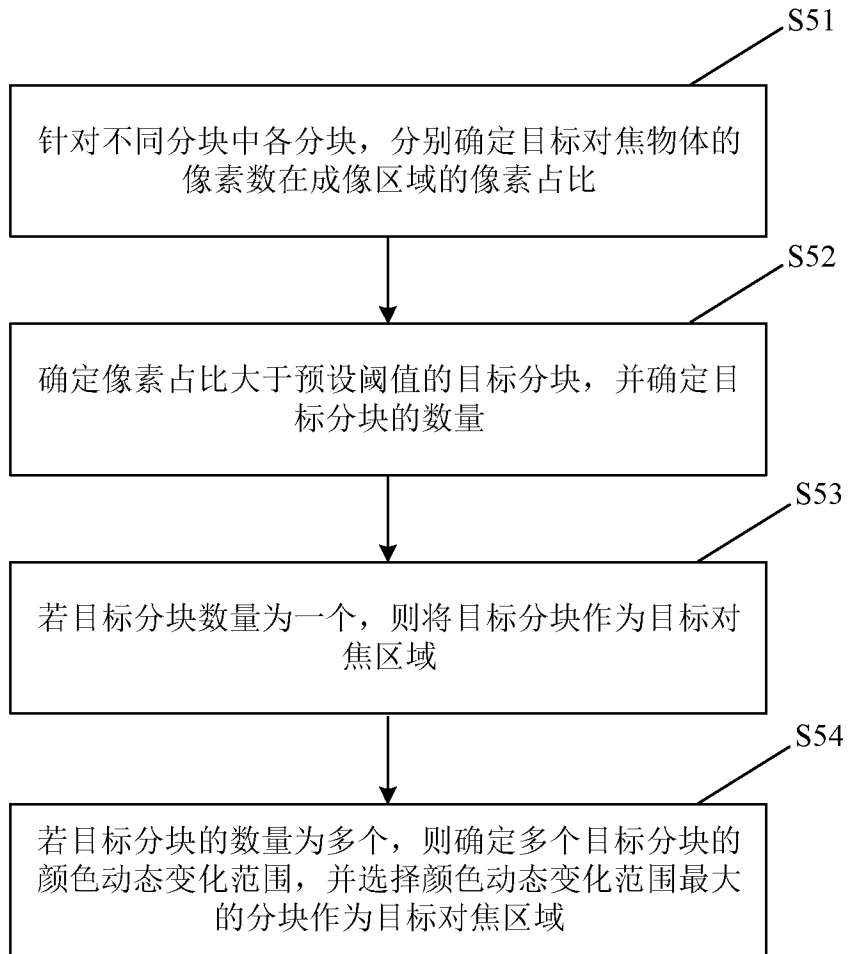 S51
针对不同分块中各分块，分别确定目标对焦物体的
像素数在成像区域的像素占比
S52
确定像素占比大于预设阈值的目标分块，并确定目
标分块的数量
S53
若目标分块数量为一个，则将目标分块作为目标对
焦区域
S54
若目标分块的数量为多个，则确定多个目标分块的
颜色动态变化范围，并选择颜色动态变化范围最大
的分块作为目标对焦区域